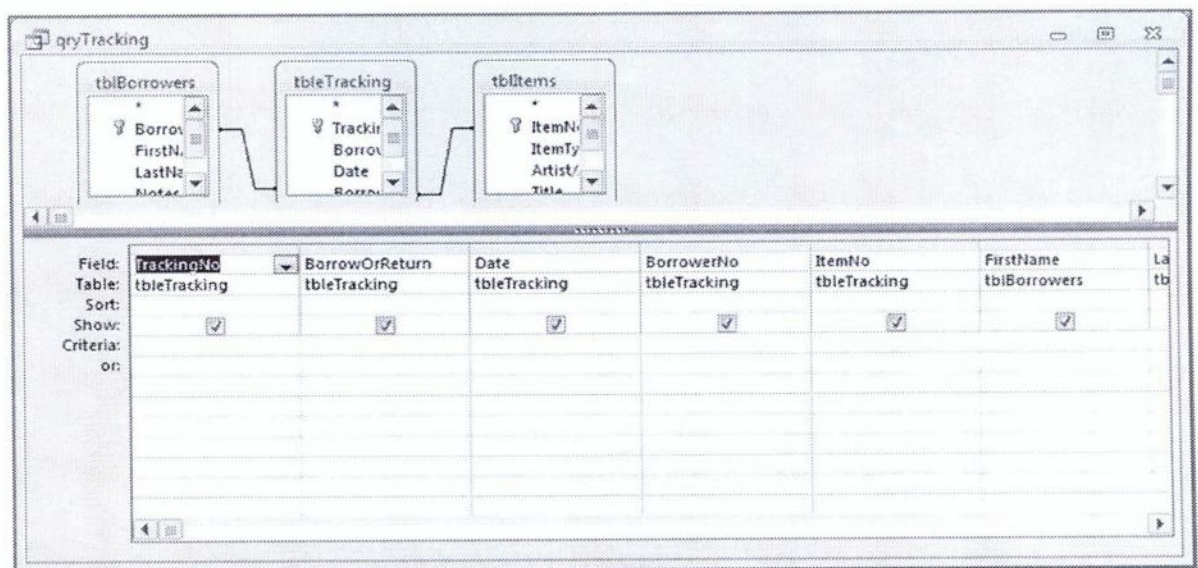 qryTracking
tblBorrowers tbleTracking tblItems
*
Borrov
FirstN.
LastNa
Notes
*
Trackin
Borrov
Date
Borrov
*
ItemN
ItemTy
Artist/
Title
Field: TrackingNo BorrowOrReturn Date BorrowerNo ItemNo FirstName La
Table: tbleTracking tbleTracking tbleTracking tbleTracking tbleTracking tblBorrowers tb
Sort:
Show:
Criteria:
or: